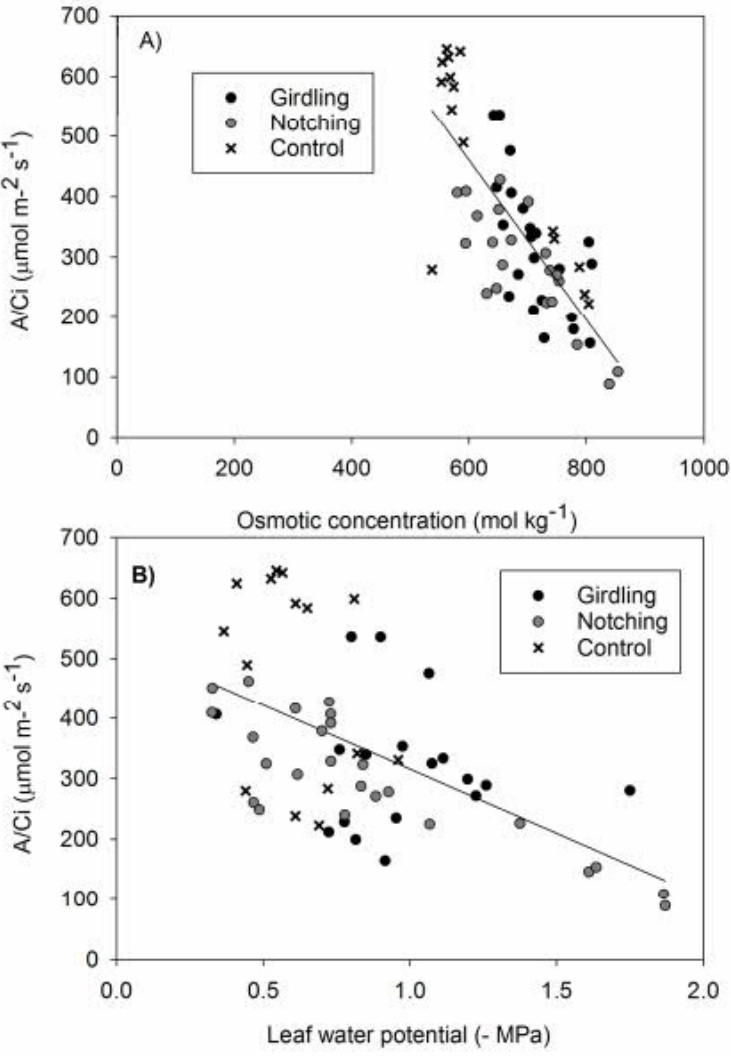 700
A)
600
Girdling
Notching
Control
500
400
300
200
100
0
A/Ci (μmol m-² s⁻¹)
0 200 400 600 800 1000
Osmotic concentration (mol kg⁻¹)
700
B)
600
Girdling
Notching
Control
500
400
300
200
100
0
A/Ci (μmol m-² s⁻¹)
0.0 0.5 1.0 1.5 2.0
Leaf water potential (- MPa)